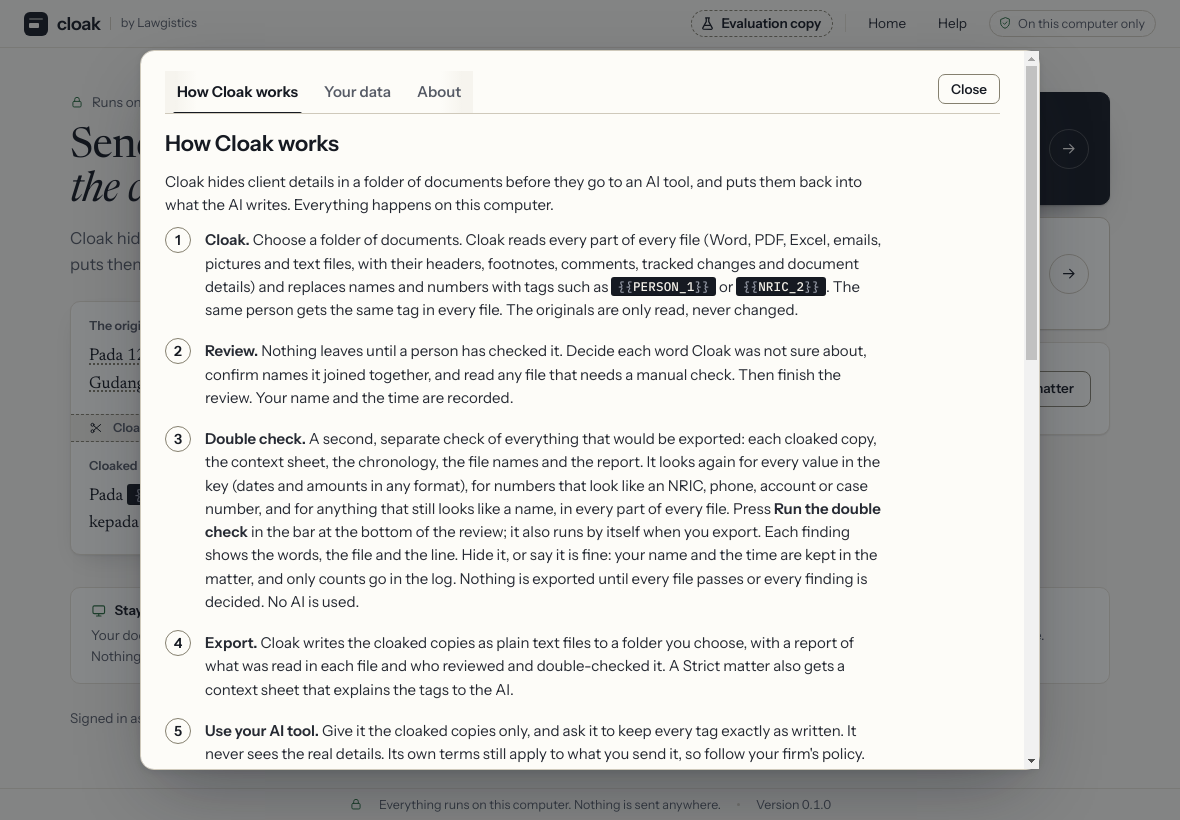 cloak
by Lawgistics
Evaluation copy
Home
Help
On this computer only
How Cloak works
Your data
About
Close
How Cloak works
Cloak hides client details in a folder of documents before they go to an AI tool, and puts them back into
what the AI writes. Everything happens on this computer.
1 Cloak. Choose a folder of documents. Cloak reads every part of every file (Word, PDF, Excel, emails,
pictures and text files, with their headers, footnotes, comments, tracked changes and document
details) and replaces names and numbers with tags such as {{PERSON_1}} or {{NRIC_2}}. The
same person gets the same tag in every file. The originals are only read, never changed.
2 Review. Nothing leaves until a person has checked it. Decide each word Cloak was not sure about,
confirm names it joined together, and read any file that needs a manual check. Then finish the
review. Your name and the time are recorded.
3 Double check. A second, separate check of everything that would be exported: each cloaked copy,
the context sheet, the chronology, the file names and the report. It looks again for every value in the
key (dates and amounts in any format), for numbers that look like an NRIC, phone, account or case
number, and for anything that still looks like a name, in every part of every file. Press Run the double
check in the bar at the bottom of the review; it also runs by itself when you export. Each finding
shows the words, the file and the line. Hide it, or say it is fine: your name and the time are kept in the
matter, and only counts go in the log. Nothing is exported until every file passes or every finding is
decided. No AI is used.
4 Export. Cloak writes the cloaked copies as plain text files to a folder you choose, with a report of
what was read in each file and who reviewed and double-checked it. A Strict matter also gets a
context sheet that explains the tags to the AI.
5 Use your AI tool. Give it the cloaked copies only, and ask it to keep every tag exactly as written. It
never sees the real details. Its own terms still apply to what you send it, so follow your firm's policy.
Runs on
the
Cloak hid
puts then
The origi
Pada 12
Gudang
Cloa
Cloaked
Pada
kepada
matter
Stay
Your do
Nothing
Signed in as
Everything runs on this computer. Nothing is sent anywhere. · Version 0.1.0